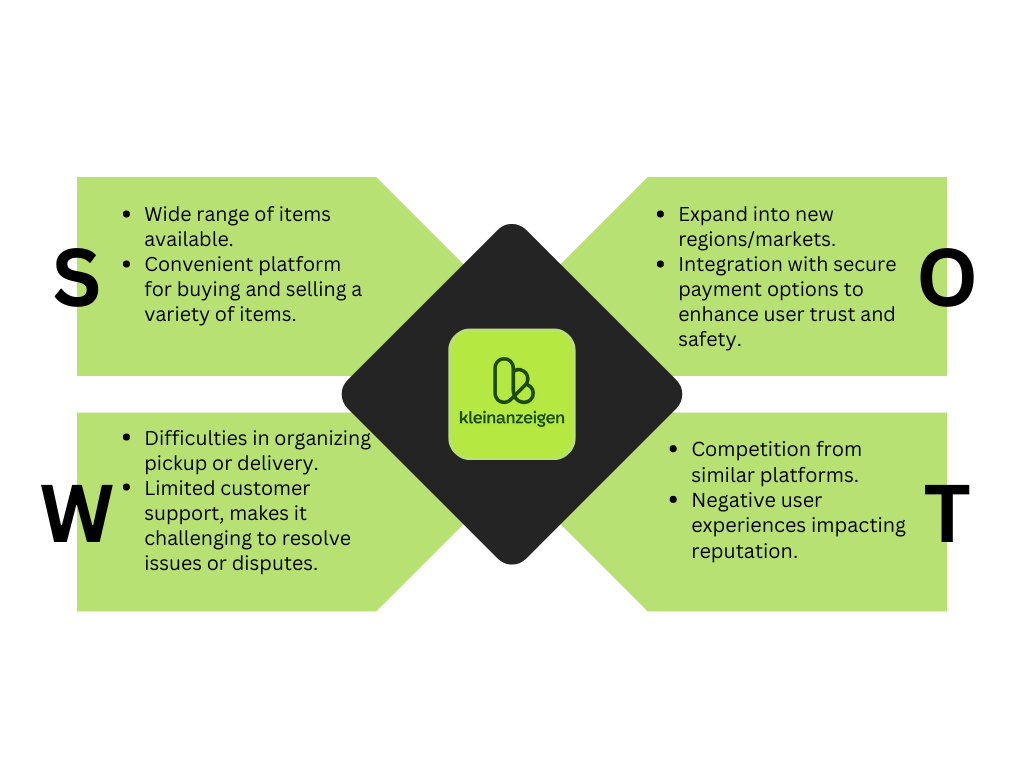 S
• Wide range of items
available.
• Convenient platform
for buying and selling a
variety of items.
O
• Expand into new
regions/markets.
• Integration with secure
payment options to
enhance user trust and
safety.
kleinanzeigen
W
• Difficulties in organizing
pickup or delivery.
• Limited customer
support, makes it
challenging to resolve
issues or disputes.
T
• Competition from
similar platforms.
• Negative user
experiences impacting
reputation.